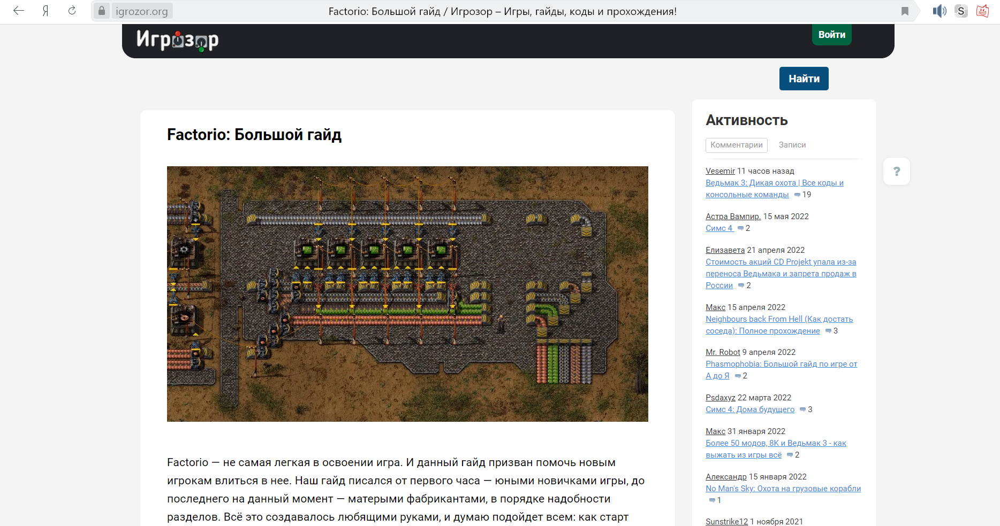 Я
igrozor.org
Factorio: Большой гайд / Игрозор – Игры, гайды, коды и прохождения!
S
Игрозор
Войти
Найти
Factorio: Большой гайд
Factorio — не самая легкая в освоении игра. И данный гайд призван помочь новым
игрокам влиться в нее. Наш гайд писался от первого часа — юными новичками игры, до
последнего на данный момент — матерыми фабрикантами, в порядке надобности
разделов. Всё это создавалось любящими руками, и думаю подойдет всем: как старт
Активность
Комментарии Записи
Vesemir 11 часов назад
Ведьмак 3: Дикая охота | Все коды и
консольные команды 19
Астра Вампир. 15 мая 2022
Симс 4 2
Елизавета 21 апреля 2022
Стоимость акций CD Projekt упала из-за
переноса Ведьмака и запрета продаж в
России 2
Макс 15 апреля 2022
Neighbours back From Hell (Как достать
соседа): Полное прохождение 3
Mr. Robot 9 апреля 2022
Phasmophobia: Большой гайд по игре от
А до Я 2
Psdaxyz 22 марта 2022
Симс 4: Дома будущего 3
Макс 31 января 2022
Более 50 модов, 8K и Ведьмак 3 - как
выжать из игры всё 2
Александр 15 января 2022
No Man's Sky: Охота на грузовые корабли
1
Sunstrike12 1 ноября 2021
?